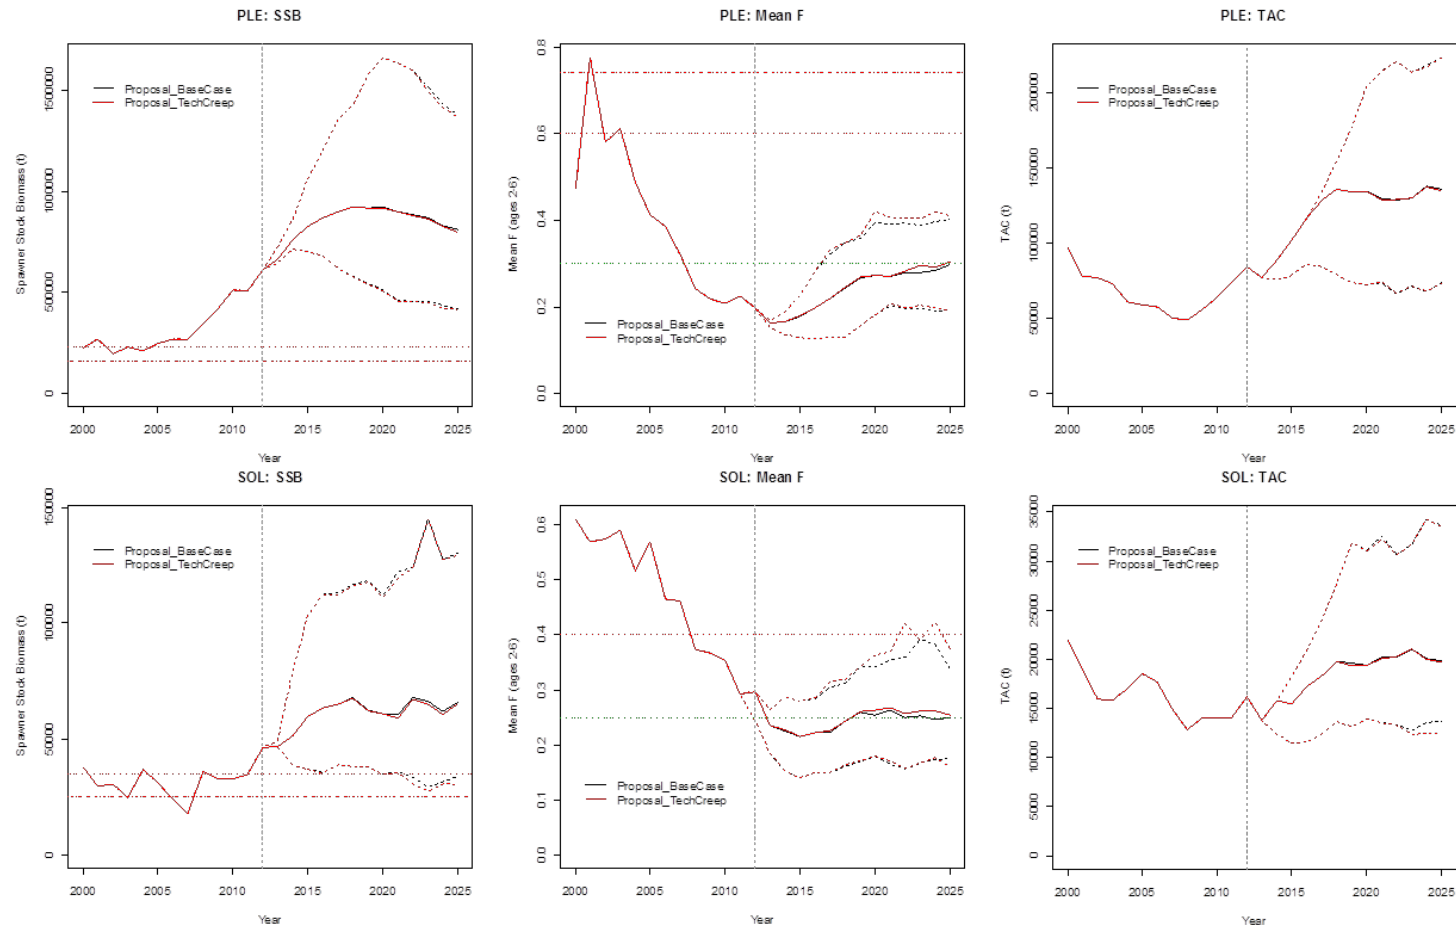 PLE: SSB
Spawner Stock Biomass (t)
1500000
1000000
500000
0
Proposal_BaseCase
Proposal_TechCreep
2000 2005 2010 2015 2020 2025
Year
PLE: Mean F
Mean F (ages 2-6)
0.8
0.6
0.4
0.2
0.0
Proposal_BaseCase
Proposal_TechCreep
2000 2005 2010 2015 2020 2025
Year
PLE: TAC
TAC (t)
200000
150000
100000
50000
0
Proposal_BaseCase
Proposal_TechCreep
2000 2005 2010 2015 2020 2025
Year
SOL: SSB
Spawner Stock Biomass (t)
150000
100000
50000
0
Proposal_BaseCase
Proposal_TechCreep
2000 2005 2010 2015 2020 2025
Year
SOL: Mean F
Mean F (ages 2-6)
0.6
0.5
0.4
0.3
0.2
0.1
0.0
Proposal_BaseCase
Proposal_TechCreep
2000 2005 2010 2015 2020 2025
Year
SOL: TAC
TAC (t)
35000
30000
25000
20000
15000
10000
5000
0
Proposal_BaseCase
Proposal_TechCreep
2000 2005 2010 2015 2020 2025
Year